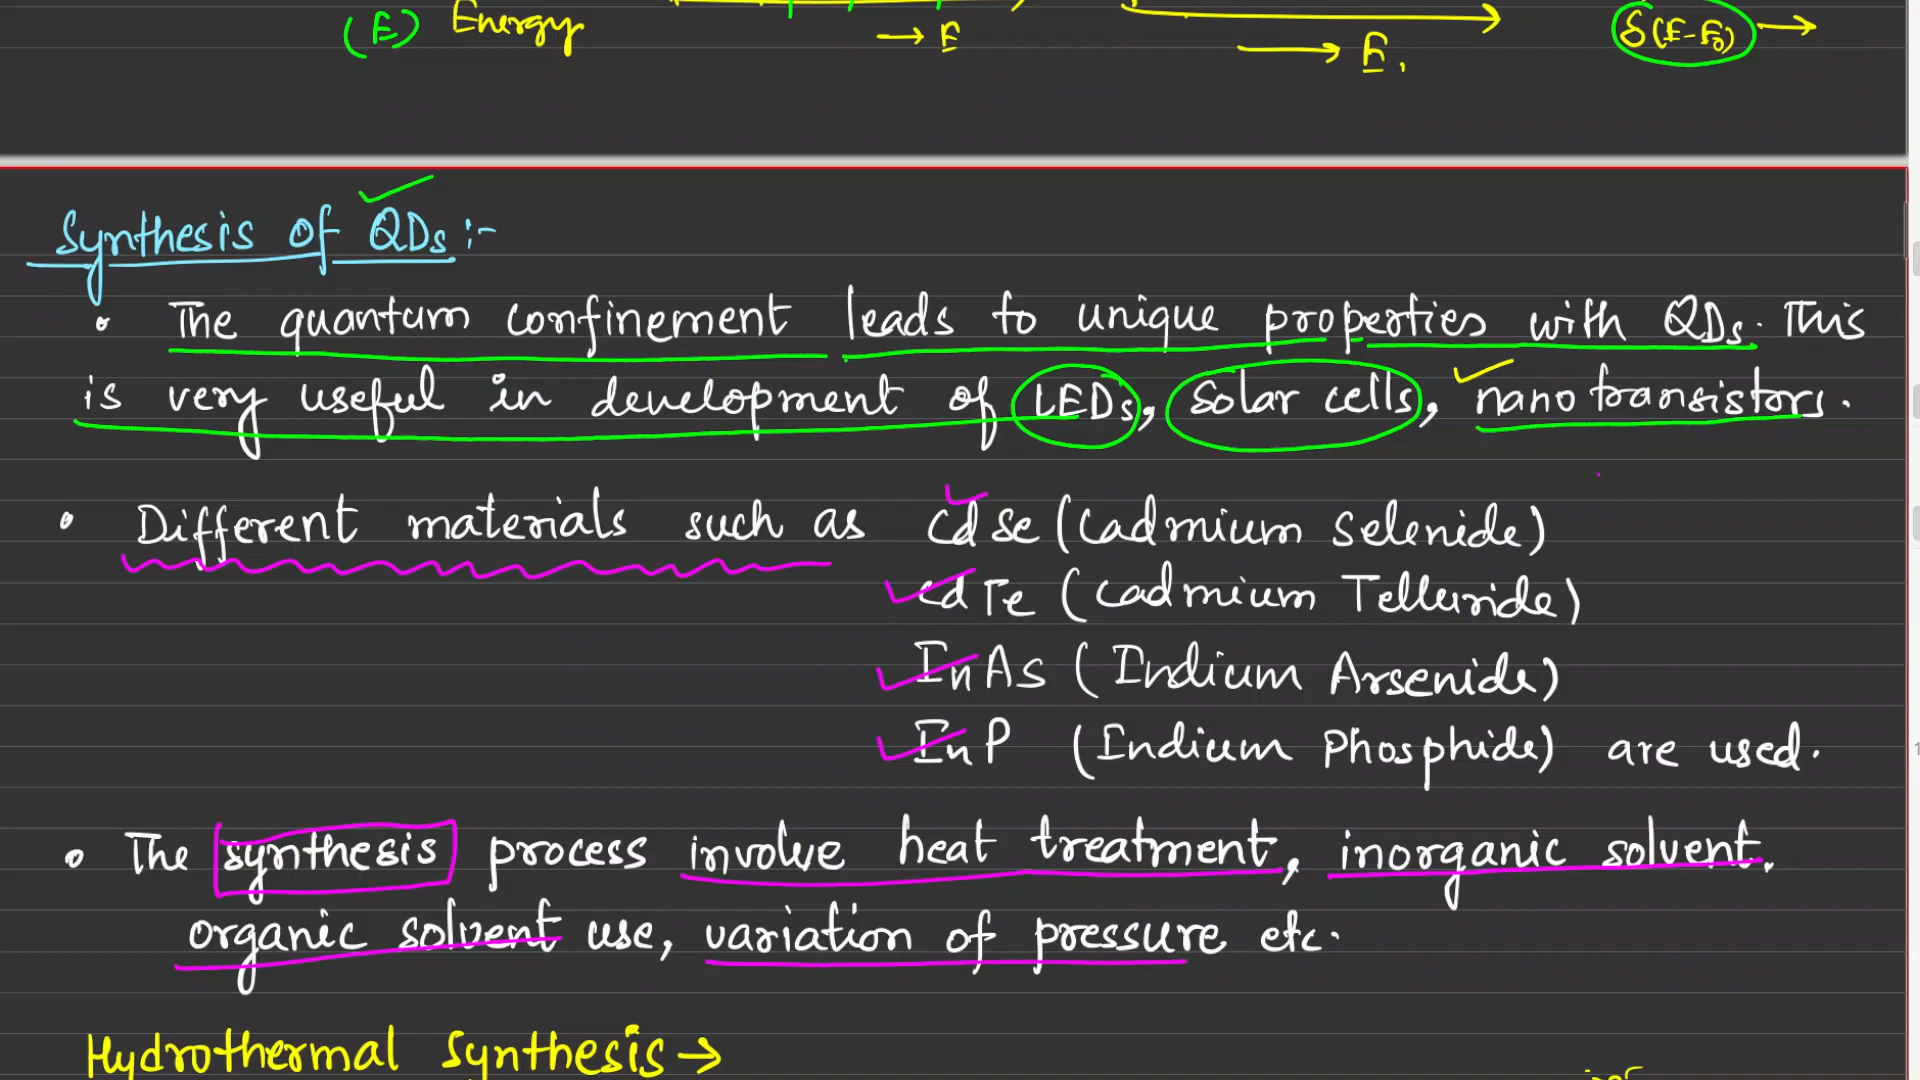 (E) Energy → E → E, δ(E-E₀) →
Synthesis of QDs :-
• The quantum confinement leads to unique properties with QDs. This
is very useful in development of LEDs, Solar cells, nano transistors.
• Different materials such as CdSe (Cadmium Selenide)
CdTe (Cadmium Telluride)
InAs (Indium Arsenide)
InP (Indium Phosphide) are used.
• The synthesis process involve heat treatment, inorganic solvent,
organic solvent use, variation of pressure etc.
Hydrothermal Synthesis →